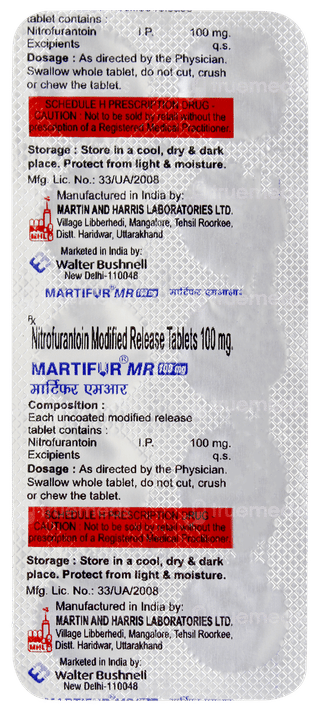 tablet contains :
Nitrofurantoin I.P. 100 mg.
Excipients q.s.
Dosage : As directed by the Physician.
Swallow whole tablet, do not cut, crush
or chew the tablet.
SCHEDULE H PRESCRIPTION DRUG -
CAUTION : Not to be sold by retail without the
prescription of a Registered Medical Practitioner.
Storage : Store in a cool, dry & dark
place. Protect from light & moisture.
Mfg. Lic. No.: 33/UA/2008
Manufactured in India by:
MARTIN AND HARRIS LABORATORIES LTD.
Village Libberhedi, Mangalore, Tehsil Roorkee,
Distt. Haridwar, Uttarakhand
MHL
Marketed in India by:
Walter Bushnell
New Delhi-110048
MARTIFUR MR 100 mg मार्टिफर एमआर
Rx
Nitrofurantoin Modified Release Tablets 100 mg.
MARTIFUR® MR 100 mg
मार्टिफर एमआर
Composition :
Each uncoated modified release
tablet contains :
Nitrofurantoin I.P. 100 mg.
Excipients q.s.
Dosage : As directed by the Physician.
Swallow whole tablet, do not cut, crush
or chew the tablet.
SCHEDULE H PRESCRIPTION DRUG -
CAUTION : Not to be sold by retail without the
prescription of a Registered Medical Practitioner.
Storage : Store in a cool, dry & dark
place. Protect from light & moisture.
Mfg. Lic. No.: 33/UA/2008
Manufactured in India by:
MARTIN AND HARRIS LABORATORIES LTD.
Village Libberhedi, Mangalore, Tehsil Roorkee,
Distt. Haridwar, Uttarakhand
MHL
Marketed in India by:
Walter Bushnell
New Delhi-110048